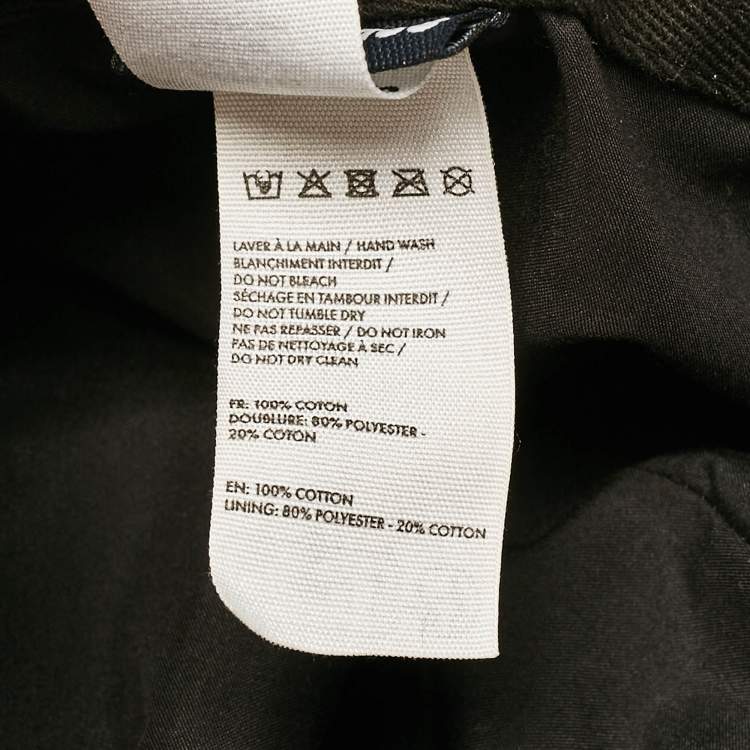 LAVER À LA MAIN / HAND WASH
BLANCHIMENT INTERDIT /
DO NOT BLEACH
SÉCHAGE EN TAMBOUR INTERDIT /
DO NOT TUMBLE DRY
NE PAS REPASSER / DO NOT IRON
PAS DE NETTOYAGE À SEC /
DO NOT DRY CLEAN
FR: 100% COTON
DOUBLURE: 80% POLYESTER -
20% COTON
EN: 100% COTTON
LINING: 80% POLYESTER - 20% COTTON